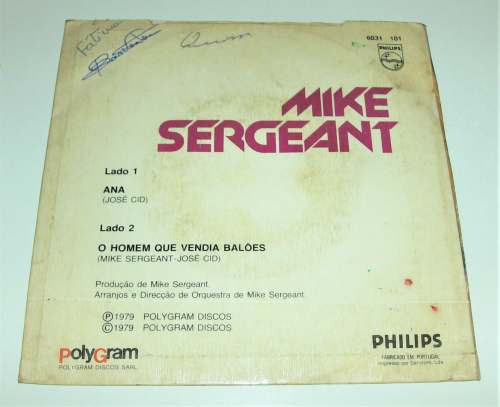 Fátima
6031 101
PHILIPS
MIKE
SERGEANT
Lado 1
ANA
(JOSÉ CID)
Lado 2
O HOMEM QUE VENDIA BALÕES
(MIKE SERGEANT-JOSÉ CID)
Produção de Mike Sergeant.
Arranjos e Direcção de Orquestra de Mike Sergeant.
Ⓟ1979 POLYGRAM DISCOS
©1979 POLYGRAM DISCOS
polyGram
POLYGRAM DISCOS SARL
PHILIPS
FABRICADO EM PORTUGAL